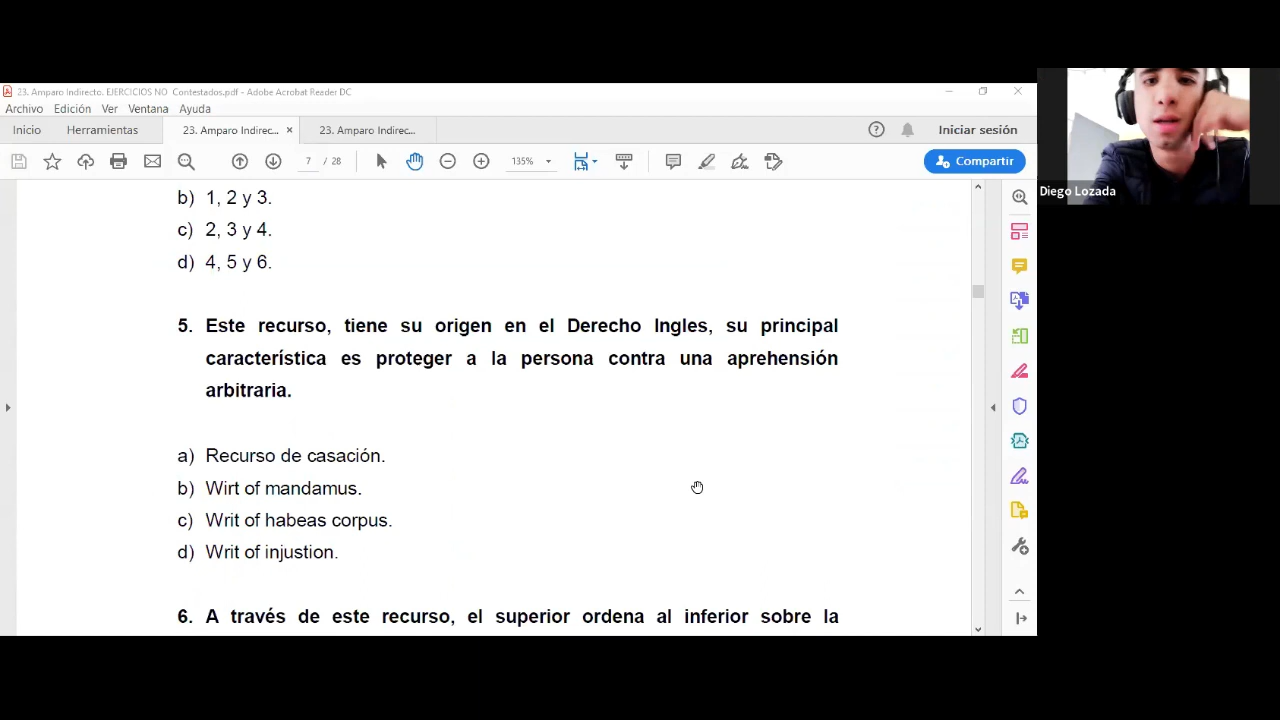 23. Amparo Indirecto. EJERCICIOS NO Contestados.pdf - Adobe Acrobat Reader DC
Archivo Edición Ver Ventana Ayuda
Inicio Herramientas 23. Amparo Indirec... × 23. Amparo Indirec... Iniciar sesión
7 / 28 135% Compartir
Diego Lozada
b) 1, 2 y 3.
c) 2, 3 y 4.
d) 4, 5 y 6.
5. Este recurso, tiene su origen en el Derecho Ingles, su principal
característica es proteger a la persona contra una aprehensión
arbitraria.
a) Recurso de casación.
b) Wirt of mandamus.
c) Writ of habeas corpus.
d) Writ of injustion.
6. A través de este recurso, el superior ordena al inferior sobre la